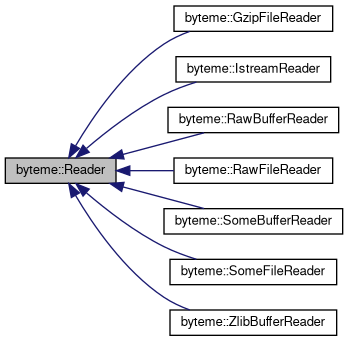 byteme::GzipFileReader
byteme::IstreamReader
byteme::RawBufferReader
byteme::Reader
byteme::RawFileReader
byteme::SomeBufferReader
byteme::SomeFileReader
byteme::ZlibBufferReader